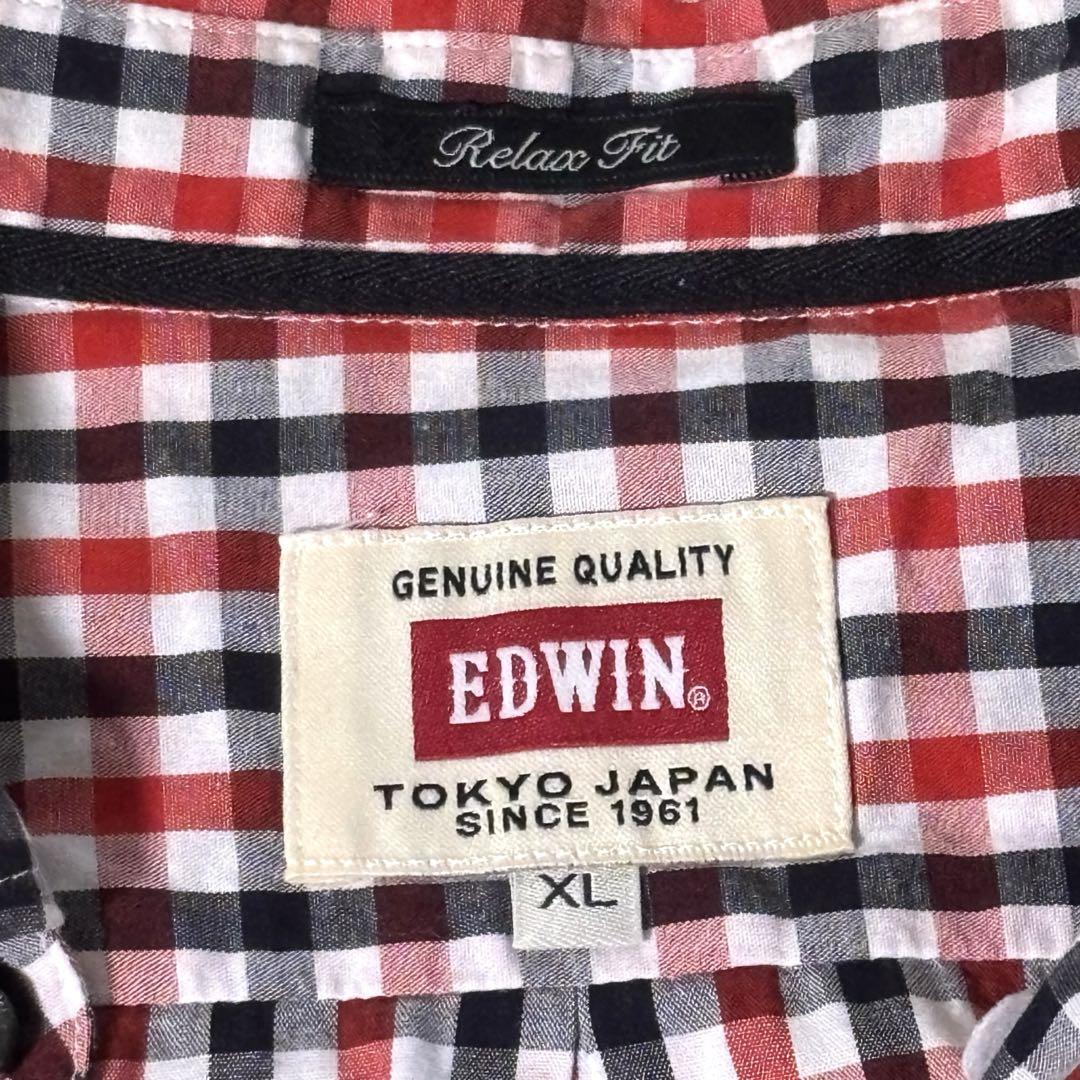 Relax Fit
GENUINE QUALITY
EDWIN®
TOKYO JAPAN
SINCE 1961
XL